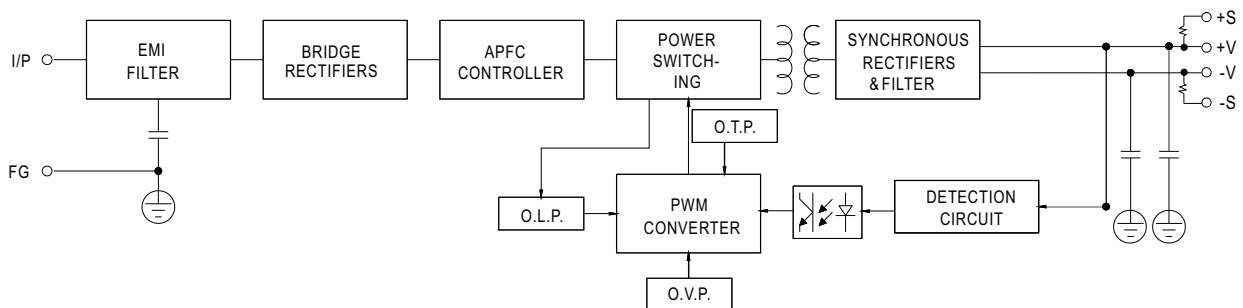 I/P
EMI
FILTER
BRIDGE
RECTIFIERS
APFC
CONTROLLER
POWER
SWITCH-
ING
SYNCHRONOUS
RECTIFIERS
&FILTER
+S
+V
-V
-S
FG
O.T.P.
O.L.P.
PWM
CONVERTER
DETECTION
CIRCUIT
O.V.P.